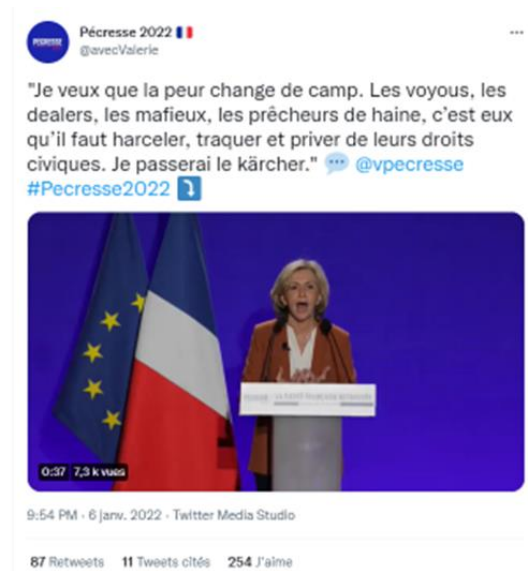 Pécresse 2022
@avecValerie
"Je veux que la peur change de camp. Les voyous, les
dealers, les mafieux, les prêcheurs de haine, c’est eux
qu’il faut harceler, traquer et priver de leurs droits
civiques. Je passerai le kärcher." 💬 @vpecresse
#Pecresse2022 ⤵️
0:37 7,3 k vues
9:54 PM · 6 janv. 2022 · Twitter Media Studio
87 Retweets 11 Tweets cités 254 J'aime